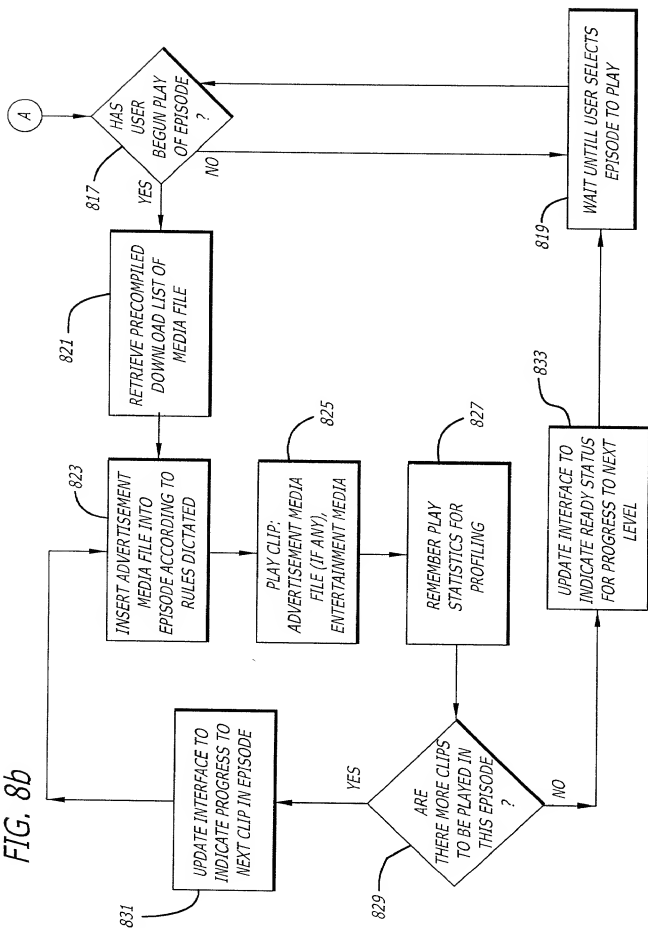 FIG. 8b
A
HAS
USER
BEGUN PLAY
OF EPISODE
?
817
YES
NO
RETRIEVE PRECOMPILED
DOWNLOAD LIST OF
MEDIA FILE
821
INSERT ADVERTISEMENT
MEDIA FILE INTO
EPISODE ACCORDING TO
RULES DICTATED
823
PLAY CLIP:
ADVERTISEMENT MEDIA
FILE (IF ANY),
ENTERTAINMENT MEDIA
825
REMEMBER PLAY
STATISTICS FOR
PROFILING
827
ARE
THERE MORE CLIPS
TO BE PLAYED IN
THIS EPISODE
?
829
YES
NO
UPDATE INTERFACE TO
INDICATE PROGRESS TO
NEXT CLIP IN EPISODE
831
UPDATE INTERFACE TO
INDICATE READY STATUS
FOR PROGRESS TO NEXT
LEVEL
833
WAIT UNTILL USER SELECTS
EPISODE TO PLAY
819